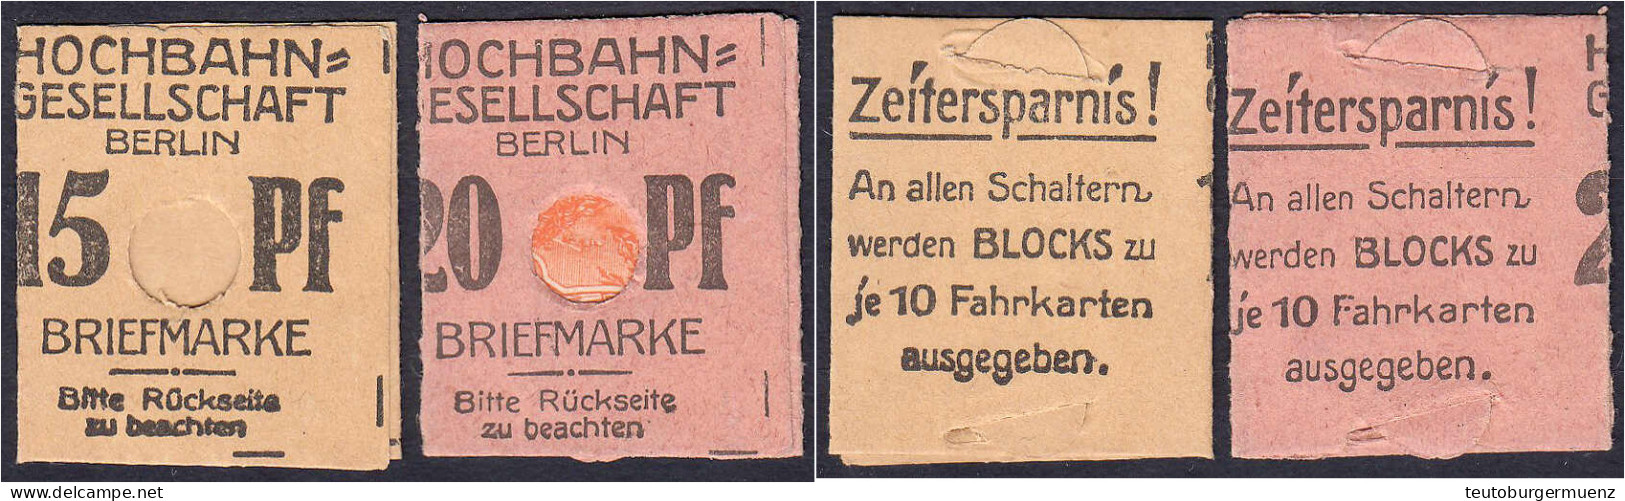 HOCHBAHN=
GESELLSCHAFT
BERLIN
15 Pf
BRIEFMARKE
Bitte Rückseite
zu beachten
HOCHBAHN=
GESELLSCHAFT
BERLIN
20 Pf
BRIEFMARKE
Bitte Rückseite
zu beachten
Zeitersparnis!
An allen Schaltern
werden BLOCKS zu
je 10 Fahrkarten
ausgegeben.
Zeitersparnis!
An allen Schaltern
werden BLOCKS zu
je 10 Fahrkarten
ausgegeben.
H
G
2
delcampe.net
teutoburgermuenz